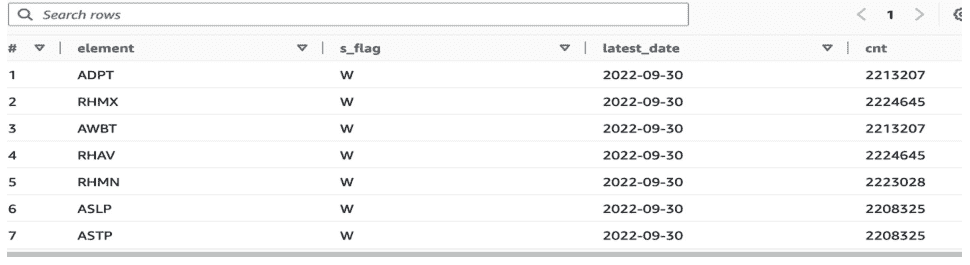 Search rows
1
# element s_flag latest_date cnt
1 ADPT W 2022-09-30 2213207
2 RHMX W 2022-09-30 2224645
3 AWBT W 2022-09-30 2213207
4 RHAV W 2022-09-30 2224645
5 RHMN W 2022-09-30 2223028
6 ASLP W 2022-09-30 2208325
7 ASTP W 2022-09-30 2208325